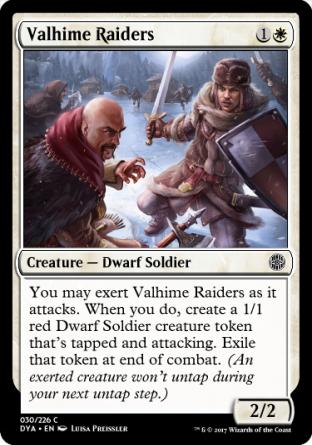 Valhime Raiders 1
Creature — Dwarf Soldier
You may exert Valhime Raiders as it
attacks. When you do, create a 1/1
red Dwarf Soldier creature token
that's tapped and attacking. Exile
that token at end of combat. (An
exerted creature won't untap during
your next untap step.)
2/2
030/226 C
DYA • EN Luisa Preissler
™ & © 2017 Wizards of the Coast